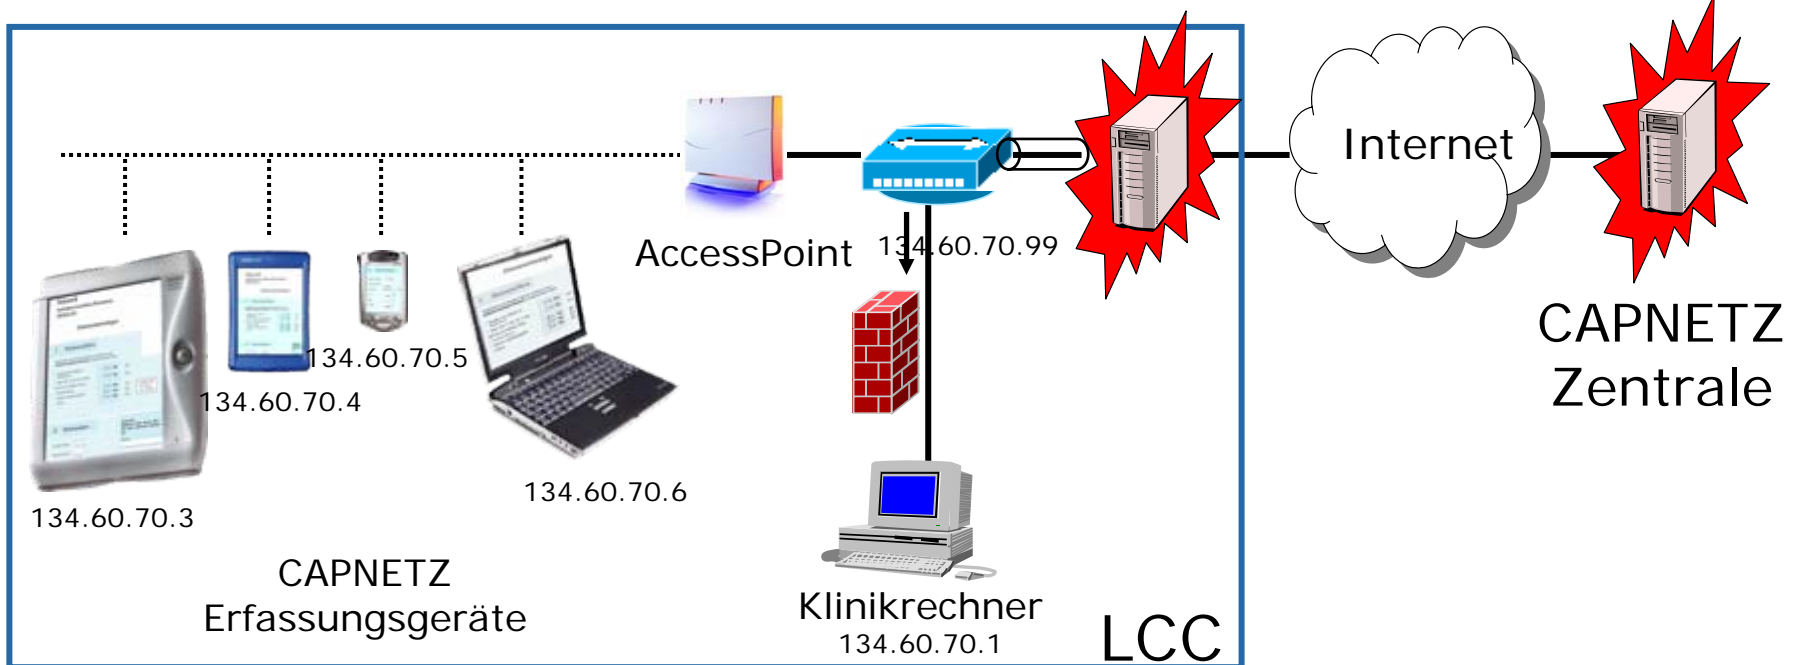 Internet
AccessPoint
134.60.70.99
134.60.70.5
134.60.70.4
134.60.70.6
134.60.70.3
CAPNETZ
Erfassungsgeräte
Klinikrechner
134.60.70.1
LCC
CAPNETZ
Zentrale